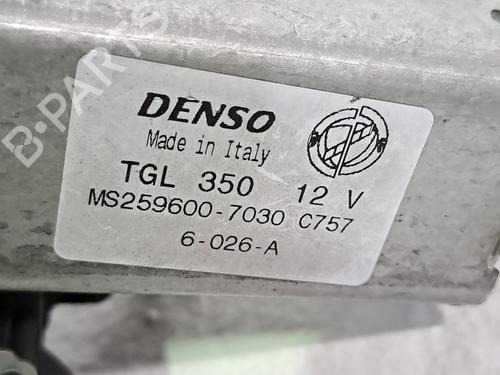 B-PARTS
DENSO
Made in Italy
TGL 350 12 V
MS259600-7030 C757
6-026-A